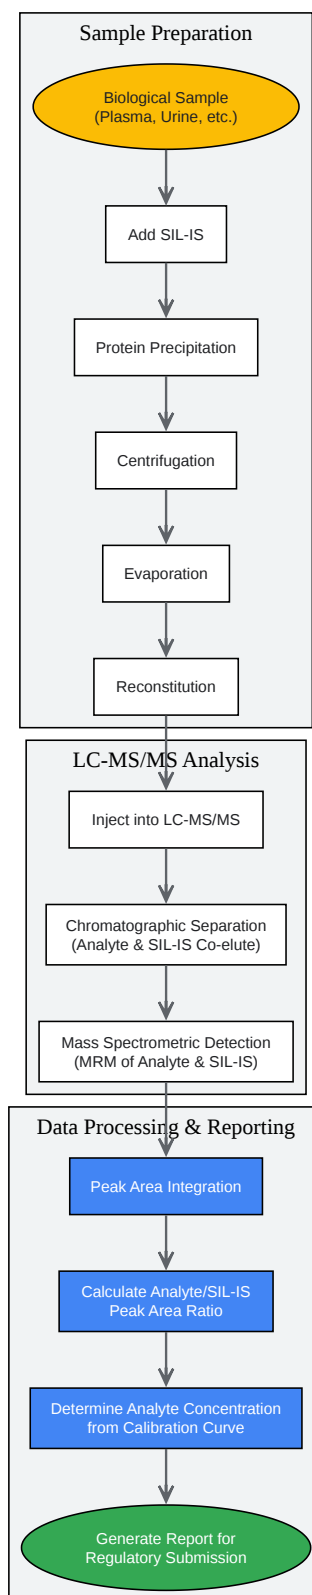 Sample Preparation
Biological Sample
(Plasma, Urine, etc.)
Add SIL-IS
Protein Precipitation
Centrifugation
Evaporation
Reconstitution
LC-MS/MS Analysis
Inject into LC-MS/MS
Chromatographic Separation
(Analyte & SIL-IS Co-elute)
Mass Spectrometric Detection
(MRM of Analyte & SIL-IS)
Data Processing & Reporting
Peak Area Integration
Calculate Analyte/SIL-IS
Peak Area Ratio
Determine Analyte Concentration
from Calibration Curve
Generate Report for
Regulatory Submission